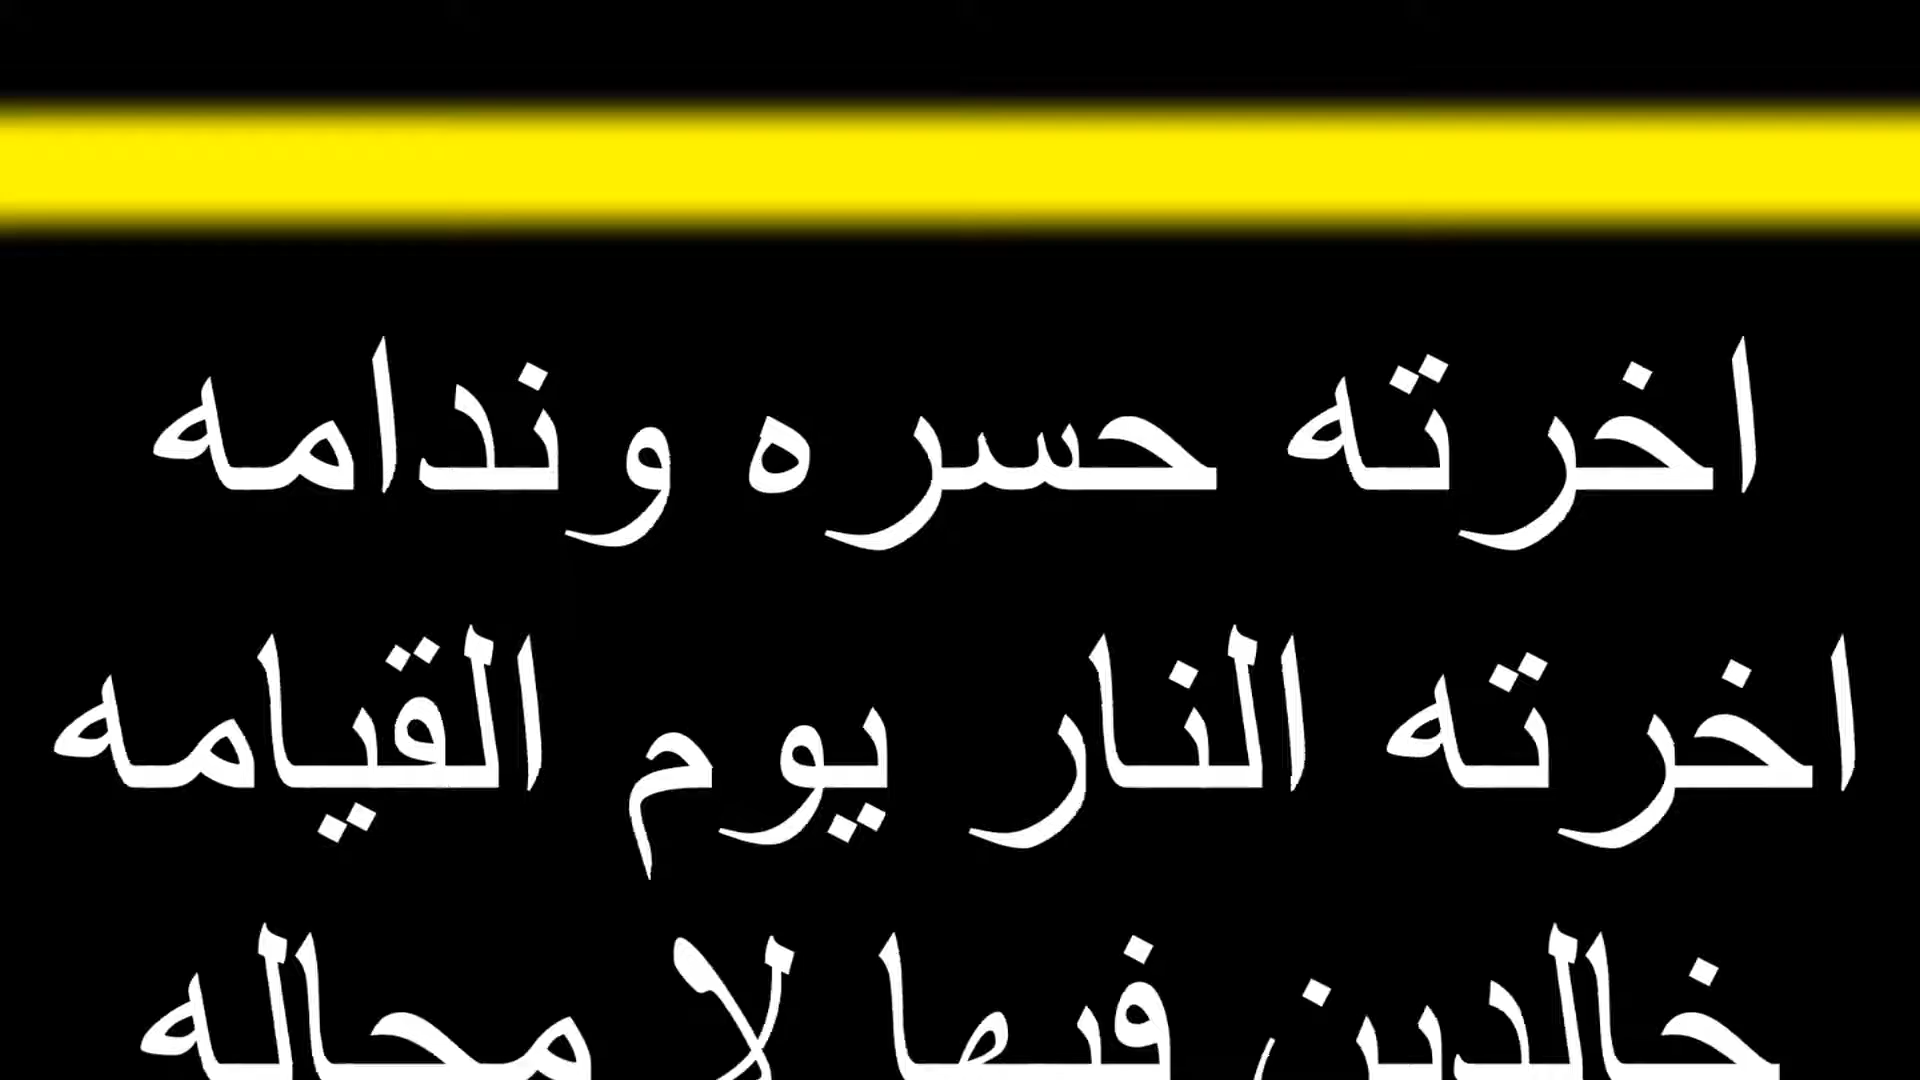 اخرته حسره وندامه
اخرته النار يوم القيامه
خالدين فيها لا محاله